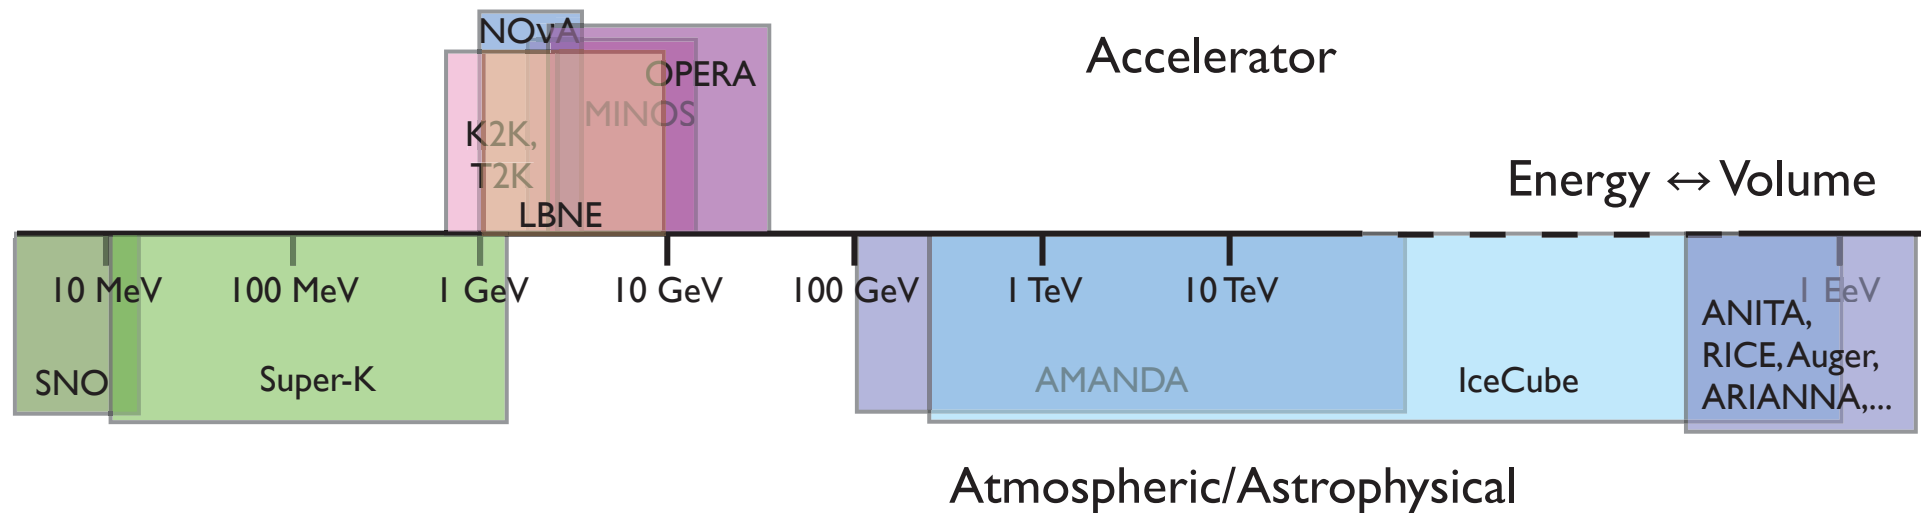 NOνA
Accelerator
OPERA
MINOS
K2K,
T2K
LBNE
Energy ↔ Volume
10 MeV
100 MeV
1 GeV
10 GeV
100 GeV
1 TeV
10 TeV
1 EeV
SNO
Super-K
AMANDA
IceCube
ANITA,
RICE, Auger,
ARIANNA,...
Atmospheric/Astrophysical